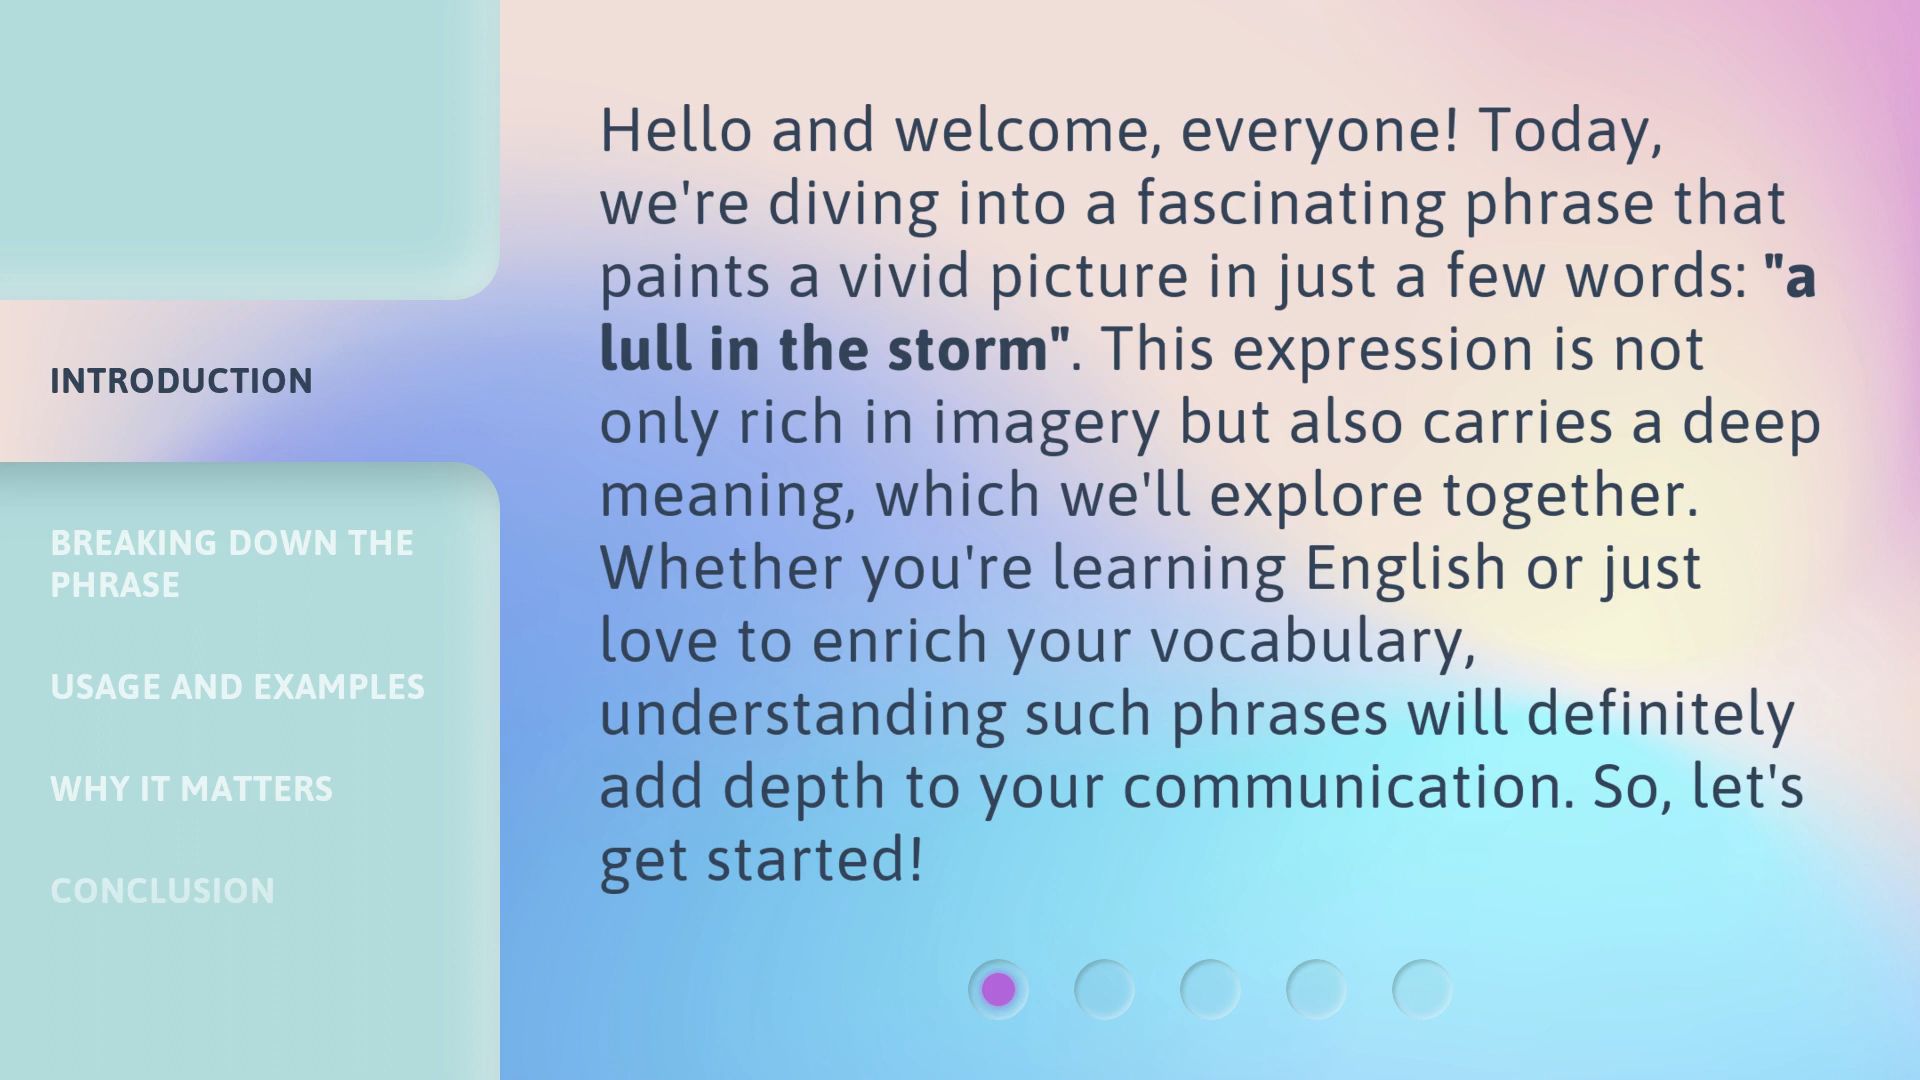 INTRODUCTION
BREAKING DOWN THE
PHRASE
USAGE AND EXAMPLES
WHY IT MATTERS
CONCLUSION
Hello and welcome, everyone! Today,
we're diving into a fascinating phrase that
paints a vivid picture in just a few words: "a
lull in the storm". This expression is not
only rich in imagery but also carries a deep
meaning, which we'll explore together.
Whether you're learning English or just
love to enrich your vocabulary,
understanding such phrases will definitely
add depth to your communication. So, let's
get started!